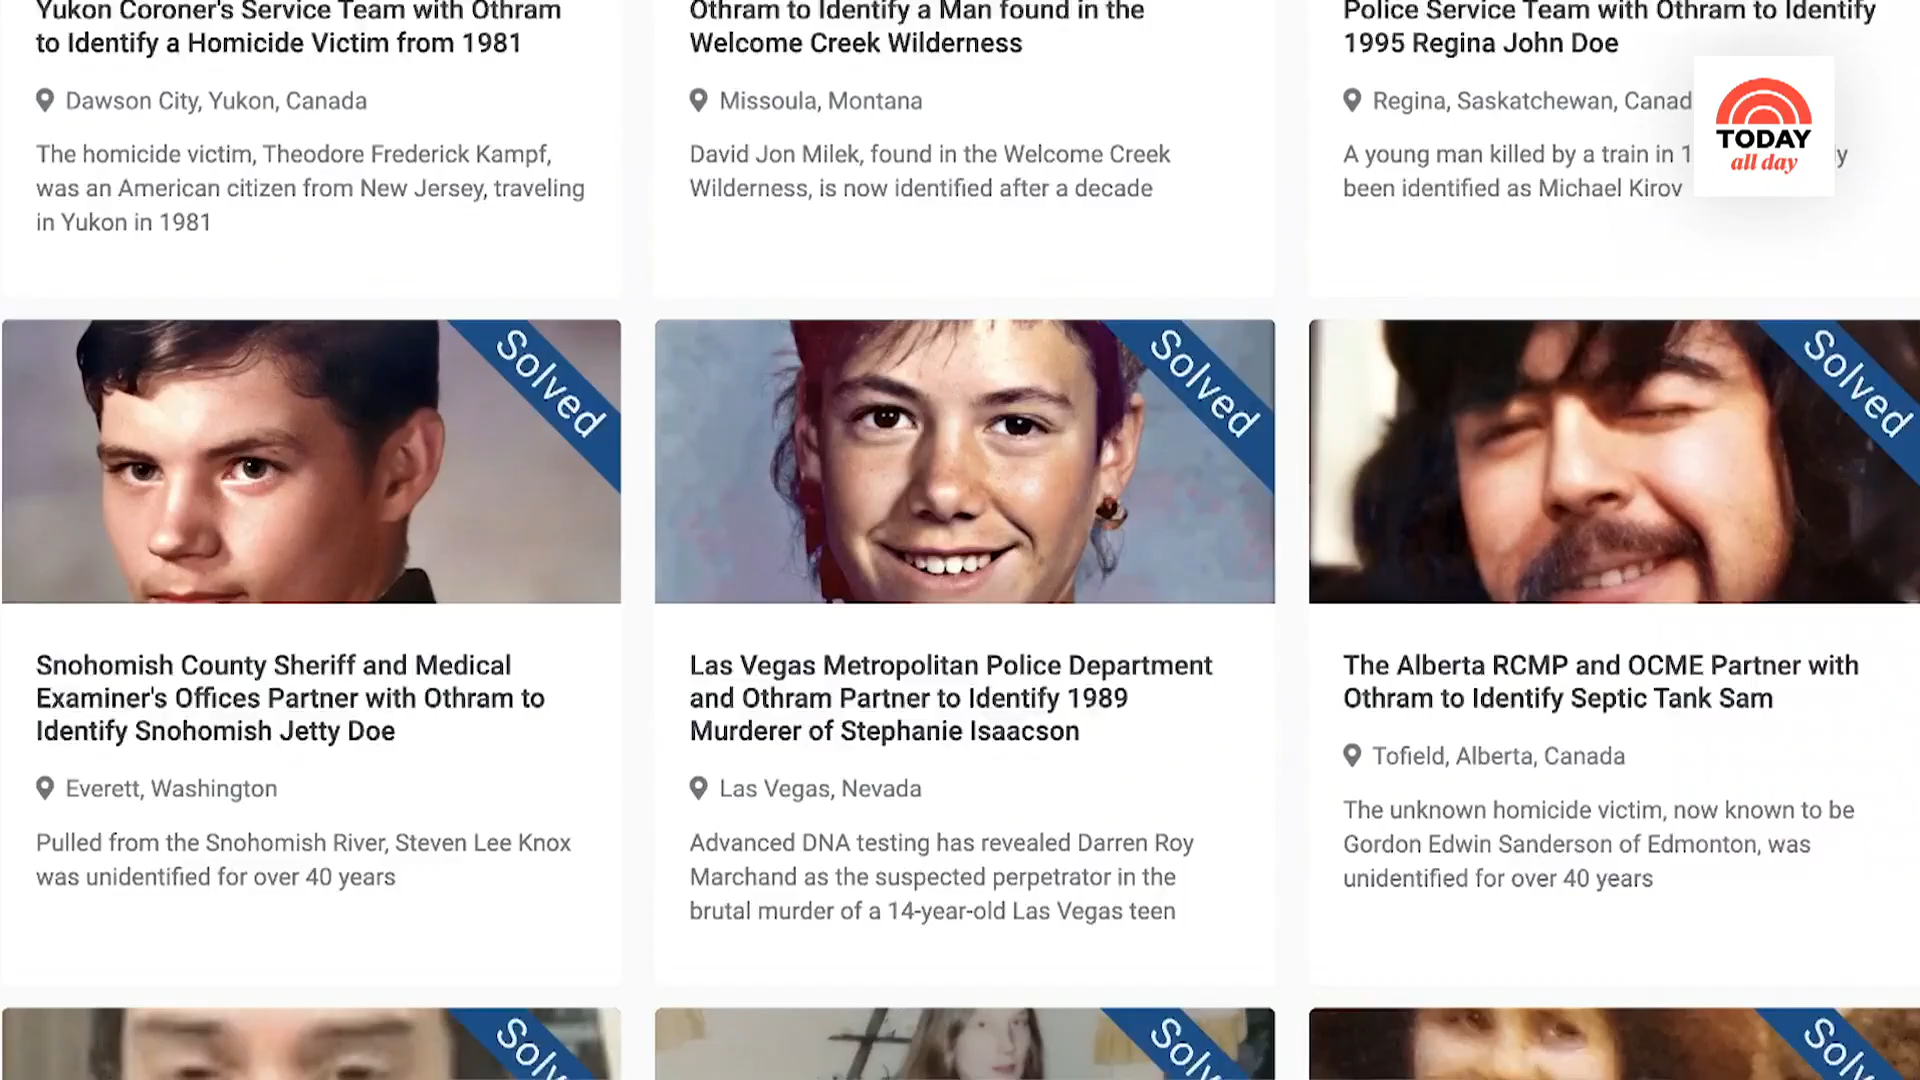 Yukon Coroner's Service Team with Othram
to Identify a Homicide Victim from 1981
Dawson City, Yukon, Canada
The homicide victim, Theodore Frederick Kampf,
was an American citizen from New Jersey, traveling
in Yukon in 1981
Othram to Identify a Man found in the
Welcome Creek Wilderness
Missoula, Montana
David Jon Milek, found in the Welcome Creek
Wilderness, is now identified after a decade
Police Service Team with Othram to Identify
1995 Regina John Doe
Regina, Saskatchewan, Canad
A young man killed by a train in 1
been identified as Michael Kirov
TODAY
all day
Solved
Snohomish County Sheriff and Medical
Examiner's Offices Partner with Othram to
Identify Snohomish Jetty Doe
Everett, Washington
Pulled from the Snohomish River, Steven Lee Knox
was unidentified for over 40 years
Solved
Las Vegas Metropolitan Police Department
and Othram Partner to Identify 1989
Murderer of Stephanie Isaacson
Las Vegas, Nevada
Advanced DNA testing has revealed Darren Roy
Marchand as the suspected perpetrator in the
brutal murder of a 14-year-old Las Vegas teen
Solved
The Alberta RCMP and OCME Partner with
Othram to Identify Septic Tank Sam
Tofield, Alberta, Canada
The unknown homicide victim, now known to be
Gordon Edwin Sanderson of Edmonton, was
unidentified for over 40 years
Solv
Solv
Solv